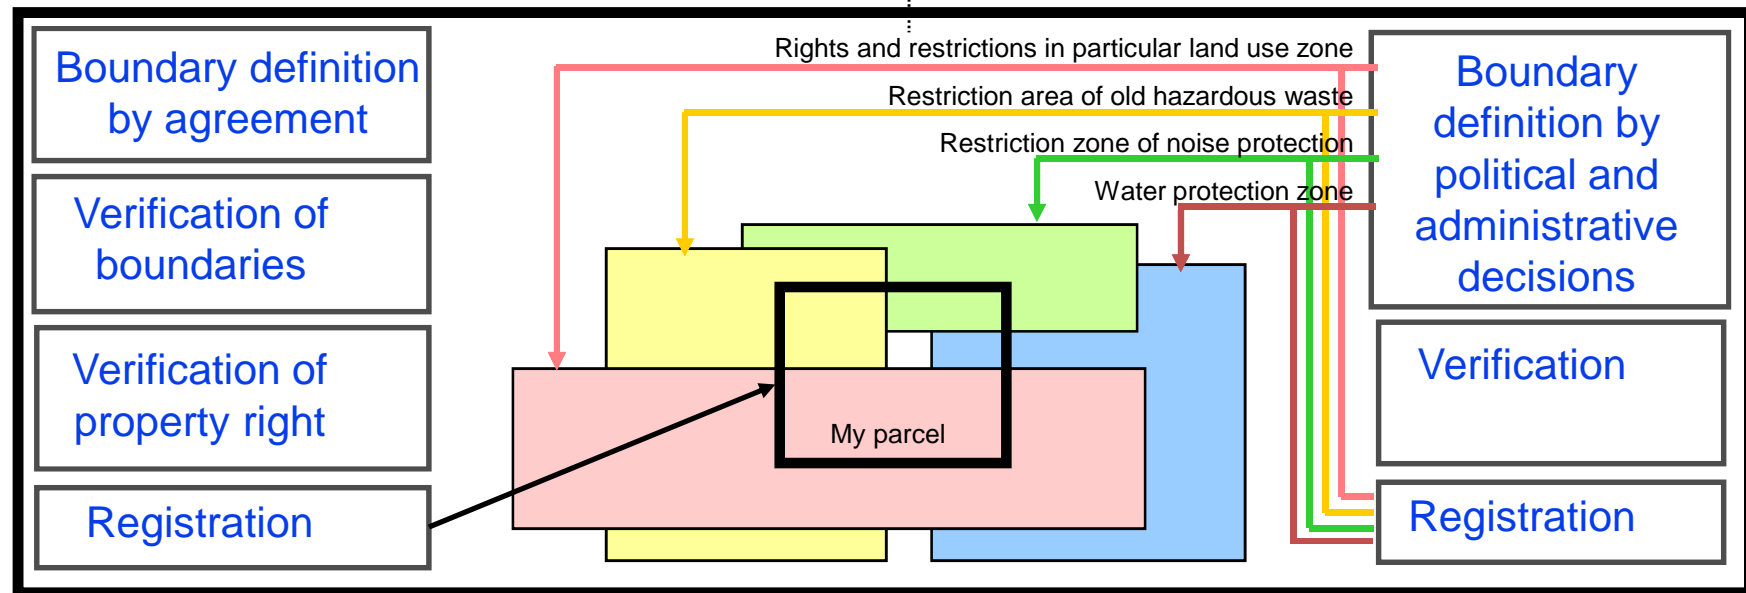 Boundary definition
by agreement
Verification of
boundaries
Verification of
property right
Registration
Rights and restrictions in particular land use zone
Restriction area of old hazardous waste
Restriction zone of noise protection
Water protection zone
My parcel
Boundary
definition by
political and
administrative
decisions
Verification
Registration